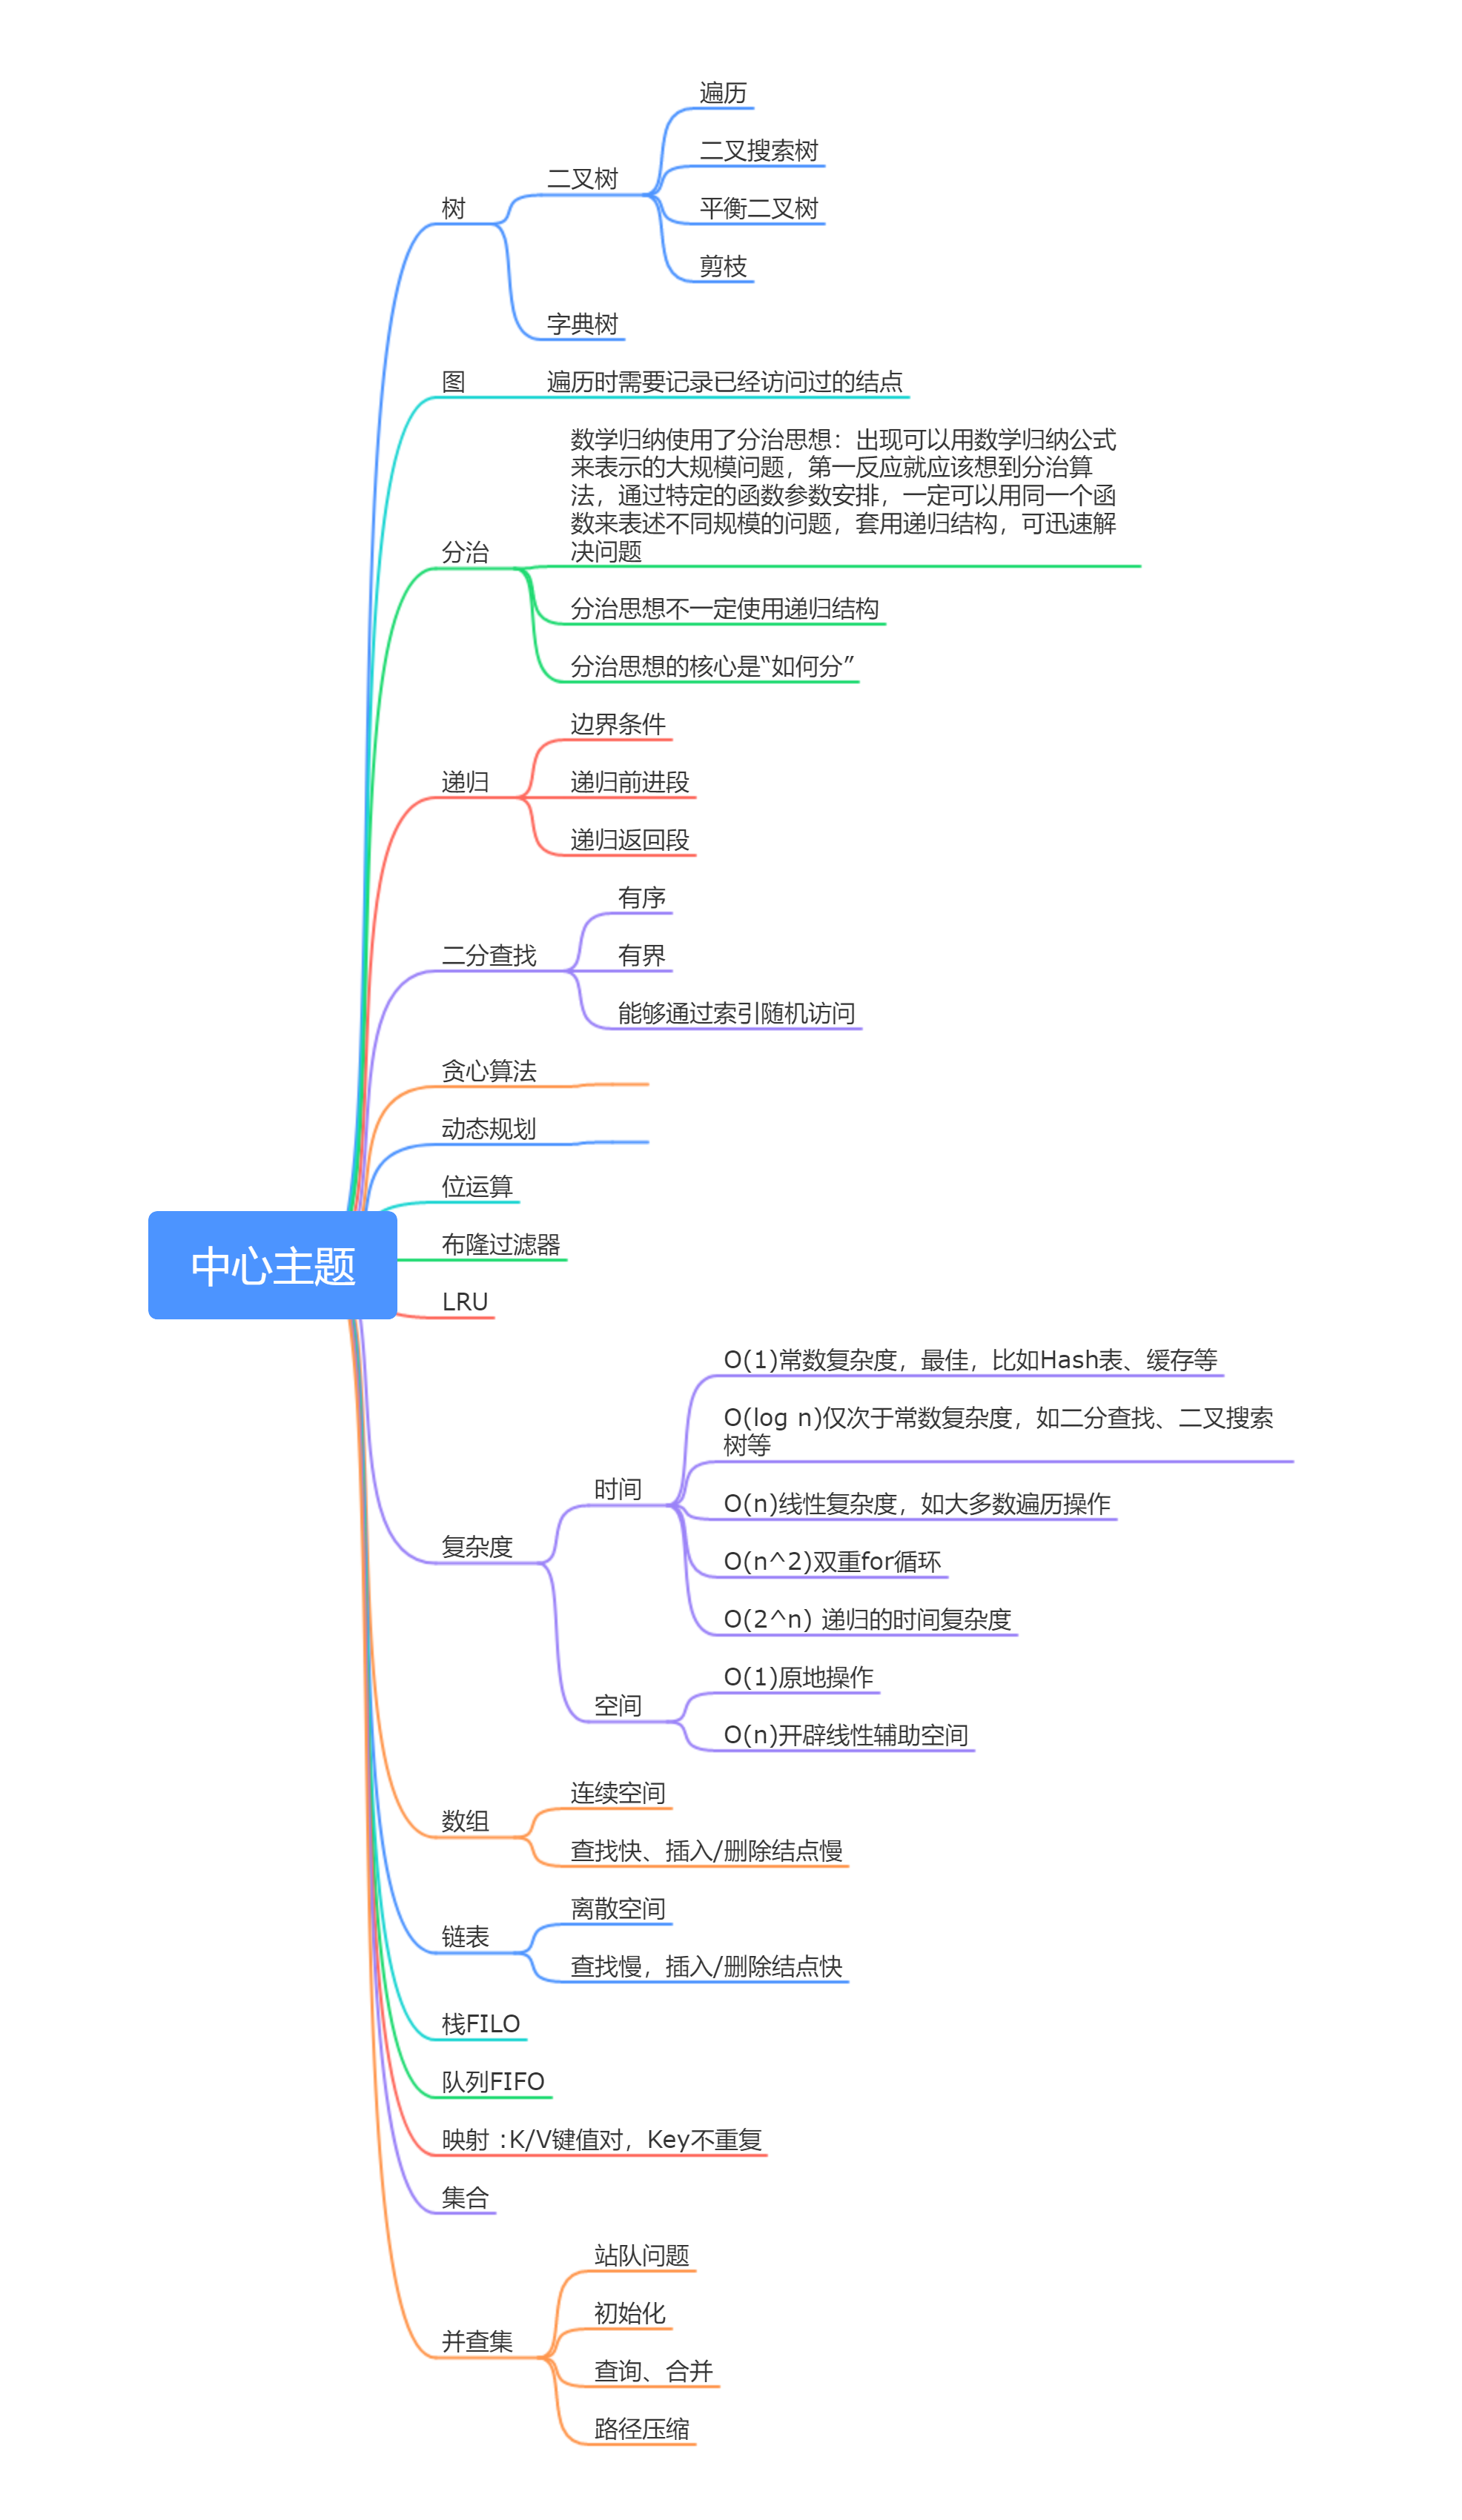 遍历
二叉搜索树
二叉树
平衡二叉树
树
剪枝
字典树
图
遍历时需要记录已经访问过的结点
数学归纳使用了分治思想：出现可以用数学归纳公式
来表示的大规模问题，第一反应就应该想到分治算
法，通过特定的函数参数安排，一定可以用同一个函
数来表述不同规模的问题，套用递归结构，可迅速解
决问题
分治
分治思想不一定使用递归结构
分治思想的核心是“如何分”
边界条件
递归
递归前进段
递归返回段
有序
二分查找
有界
能够通过索引随机访问
贪心算法
动态规划
位运算
布隆过滤器
中心主题
LRU
O(1)常数复杂度，最佳，比如Hash表、缓存等
O(log n)仅次于常数复杂度，如二分查找、二叉搜索
树等
时间
O(n)线性复杂度，如大多数遍历操作
复杂度
O(n^2)双重for循环
O(2^n) 递归的时间复杂度
O(1)原地操作
空间
O(n)开辟线性辅助空间
连续空间
数组
查找快、插入/删除结点慢
离散空间
链表
查找慢，插入/删除结点快
栈FILO
队列FIFO
映射 :K/V键值对，Key不重复
集合
站队问题
初始化
并查集
查询、合并
路径压缩